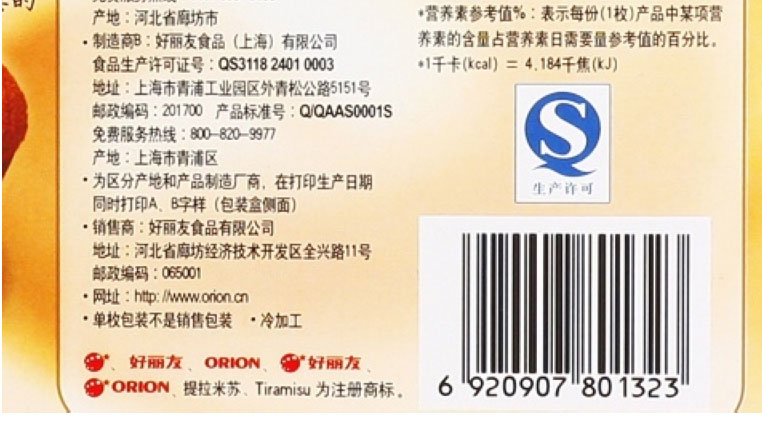 产地：河北省廊坊市
·制造商B：好丽友食品（上海）有限公司
食品生产许可证号：QS3118 2401 0003
地址：上海市青浦工业园区外青松公路5151号
邮政编码：201700 产品标准号：Q/QAAS0001S
免费服务热线：800-820-9977
产地：上海市青浦区
·为区分产地和产品制造厂商，在打印生产日期
同时打印A、B字样（包装盒侧面）
·销售商：好丽友食品有限公司
地址：河北省廊坊经济技术开发区全兴路11号
邮政编码：065001
·网址：http://www.orion.cn
·单枚包装不是销售包装 ·冷加工
*、好丽友、ORION、*好丽友、
*ORION、提拉米苏、Tiramisu 为注册商标。
*营养素参考值%：表示每份(1枚)产品中某项营
养素的含量占营养素日需要量参考值的百分比。
*1千卡(kcal) = 4.184千焦(kJ)
S
生产许可
6 920907 801323